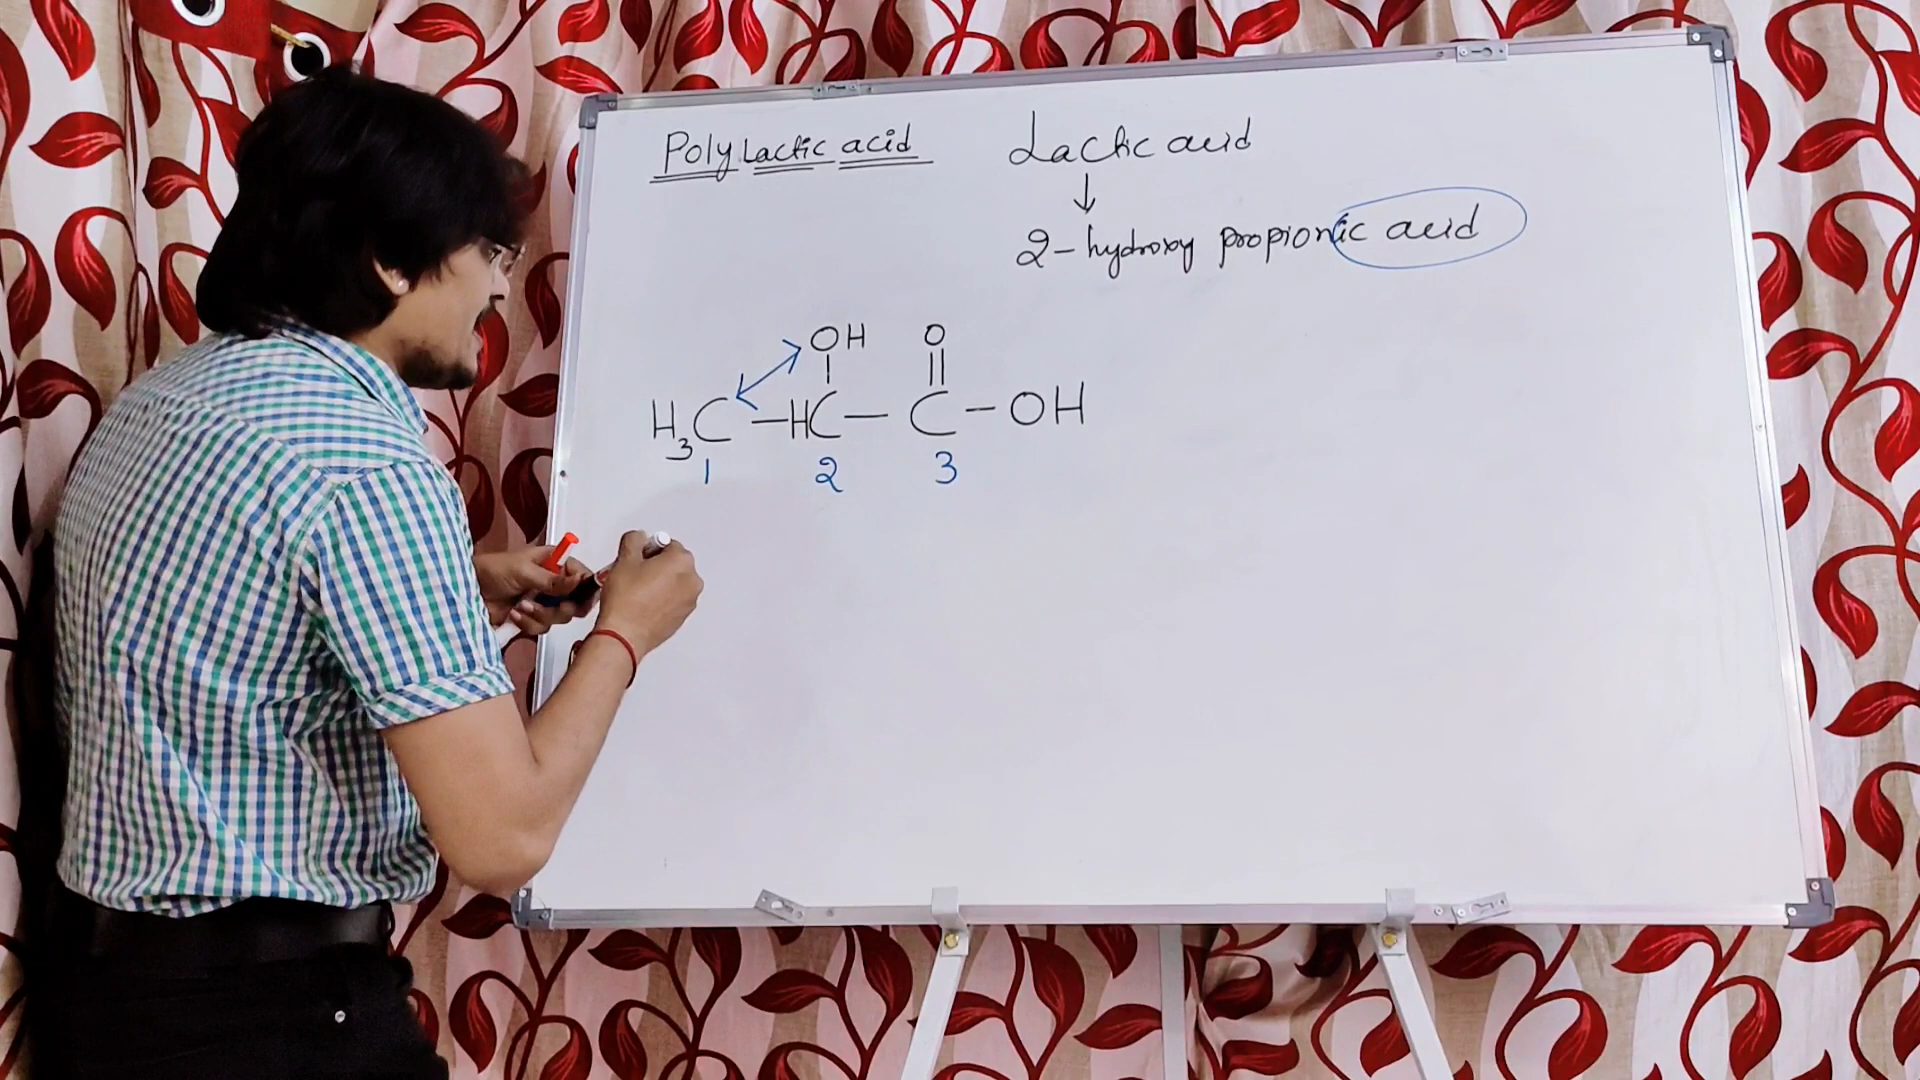 Poly Lactic acid
Lactic acid
↓
2-hydroxy propionic acid
OH O
H₃C — HC — C — OH
1 2 3